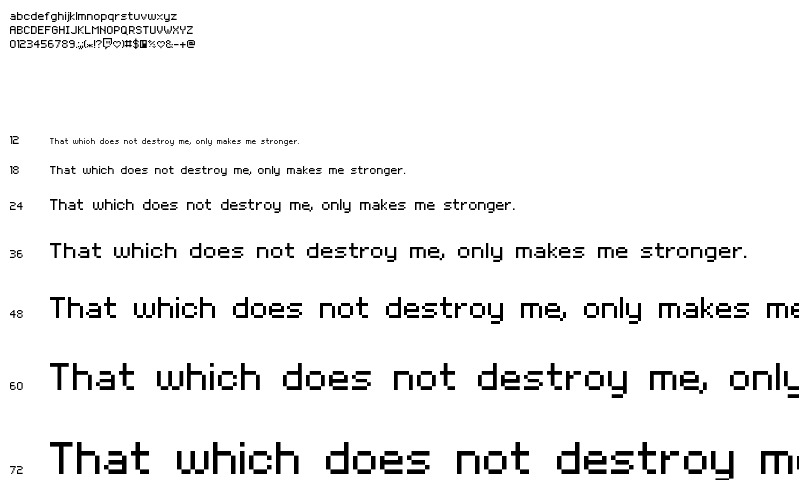 abcdefghijklmnopqrstuvwxyz
ABCDEFGHIJKLMNOPQRSTUVWXYZ
0123456789.:;,(*!?♡)#$%♡&-+@
12 That which does not destroy me, only makes me stronger.
18 That which does not destroy me, only makes me stronger.
24 That which does not destroy me, only makes me stronger.
36 That which does not destroy me, only makes me stronger.
48 That which does not destroy me, only makes me
60 That which does not destroy me, only
72 That which does not destroy m